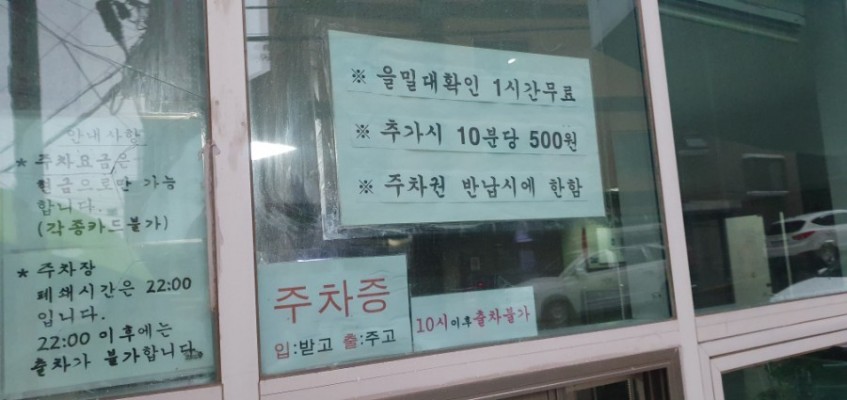 안내사항
* 주차요금은
현금으로만 가능
합니다.
(각종카드불가)
* 주차장
폐쇄시간은 22:00
입니다.
22:00 이후에는
출차가 불가합니다.
※ 을밀대확인 1시간무료
※ 추가시 10분당 500원
※ 주차권 반납시에 한함
주차증
입:받고 출:주고
10시이후출차불가